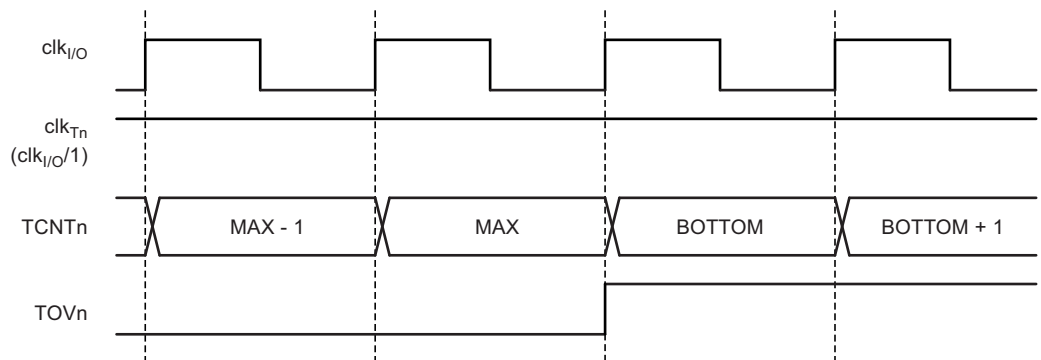 clkI/O
clkTn
(clkI/O/1)
TCNTn
MAX - 1
MAX
BOTTOM
BOTTOM + 1
TOVn